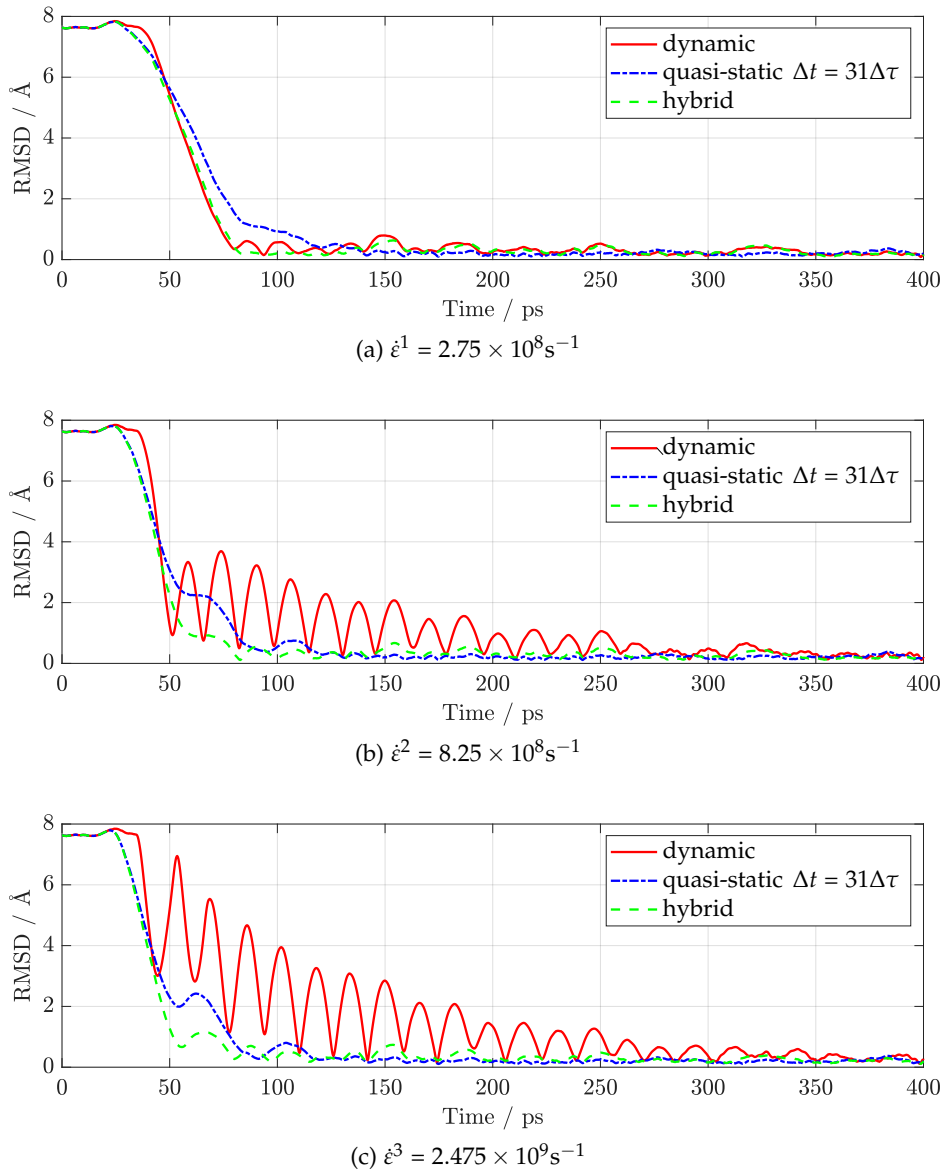 8
6
4
2
0
RMSD / Å
dynamic
quasi-static Δt = 31Δτ
hybrid
0 50 100 150 200 250 300 350 400
Time / ps
(a) ε̇¹ = 2.75 × 10⁸s⁻¹
8
6
4
2
0
RMSD / Å
dynamic
quasi-static Δt = 31Δτ
hybrid
0 50 100 150 200 250 300 350 400
Time / ps
(b) ε̇² = 8.25 × 10⁸s⁻¹
8
6
4
2
0
RMSD / Å
dynamic
quasi-static Δt = 31Δτ
hybrid
0 50 100 150 200 250 300 350 400
Time / ps
(c) ε̇³ = 2.475 × 10⁹s⁻¹